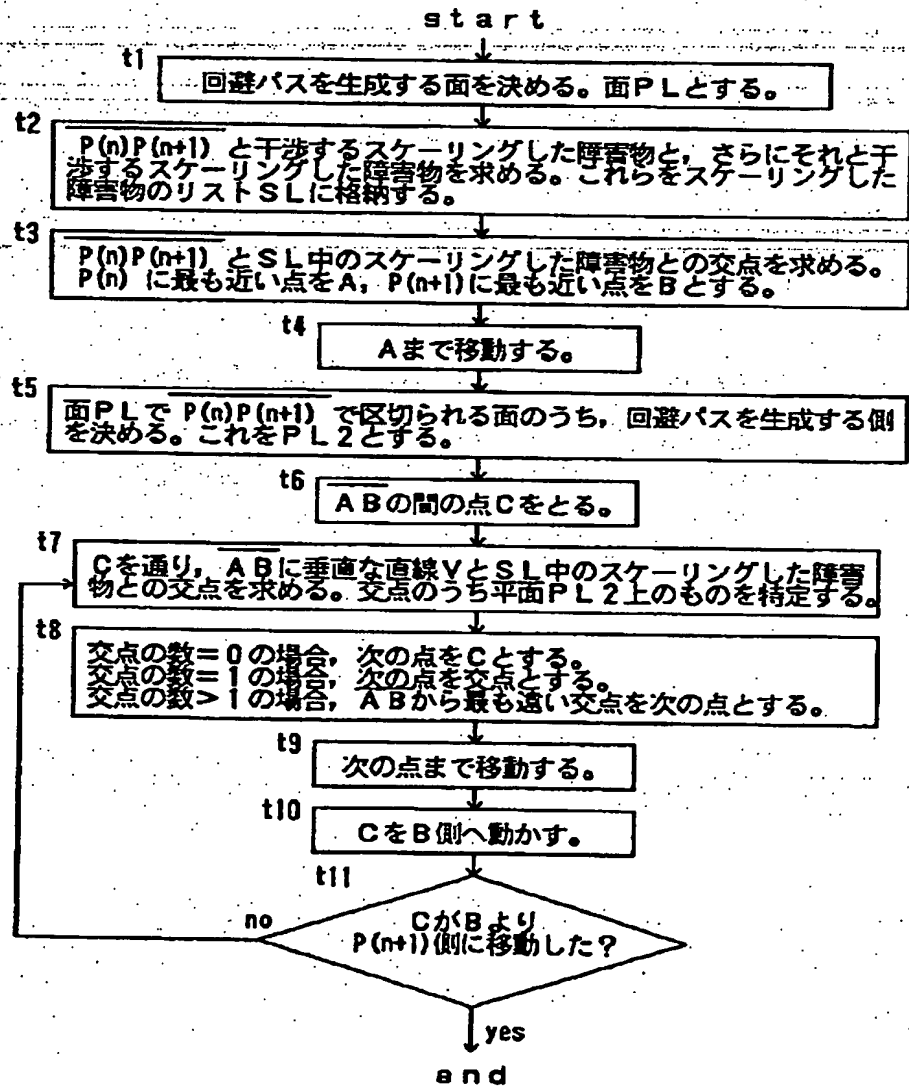 start
t1
回避パスを生成する面を決める。面PLとする。
t2
P(n)P(n+1) と干渉するスケーリングした障害物と，さらにそれと干
渉するスケーリングした障害物を求める。これらをスケーリングした
障害物のリストSLに格納する。
t3
P(n)P(n+1) とSL中のスケーリングした障害物との交点を求める。
P(n) に最も近い点をA，P(n+1)に最も近い点をBとする。
t4
Aまで移動する。
t5
面PLで P(n)P(n+1) で区切られる面のうち，回避パスを生成する側
を決める。これをPL2とする。
t6
ABの間の点Cをとる。
t7
Cを通り，ABに垂直な直線VとSL中のスケーリングした障害
物との交点を求める。交点のうち平面PL2上のものを特定する。
t8
交点の数＝0の場合，次の点をCとする。
交点の数＝1の場合，次の点を交点とする。
交点の数＞1の場合，ABから最も遠い交点を次の点とする。
t9
次の点まで移動する。
t10
CをB側へ動かす。
t11
CがBより
P(n+1)側に移動した？
no
yes
and